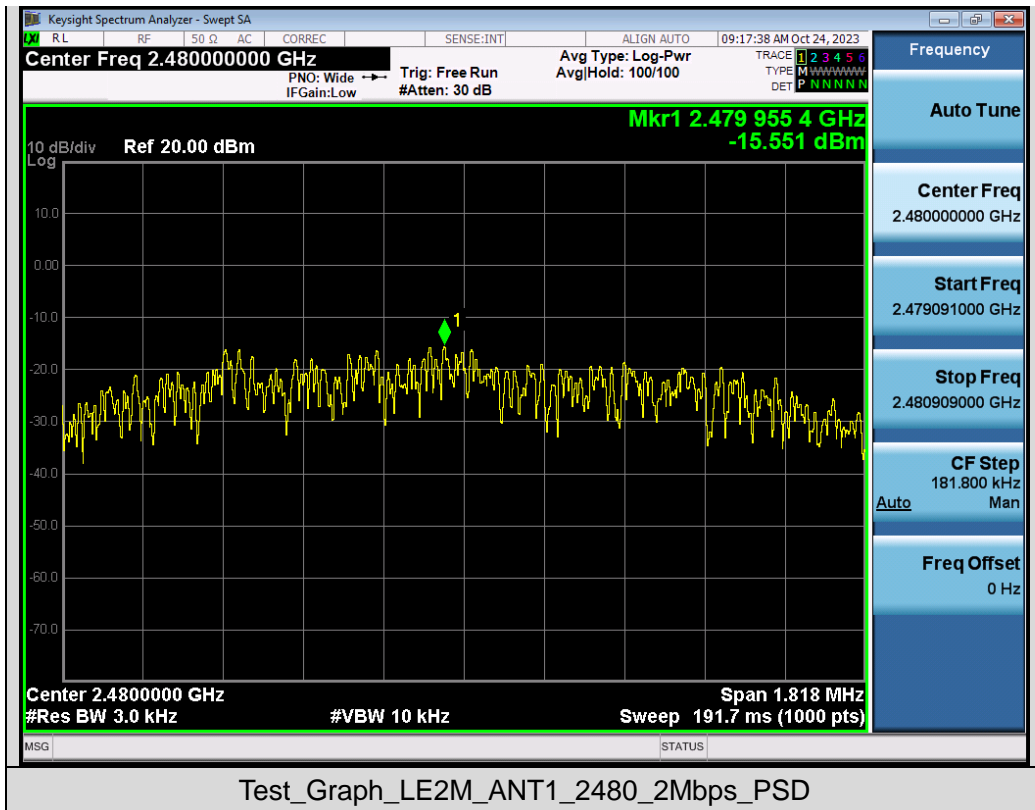 Keysight Spectrum Analyzer - Swept SA
LXI RL RF 50 Ω AC CORREC SENSE:INT ALIGN AUTO 09:17:38 AM Oct 24, 2023
Center Freq 2.480000000 GHz
PNO: Wide
IFGain:Low
Trig: Free Run
#Atten: 30 dB
Avg Type: Log-Pwr
Avg|Hold: 100/100
TRACE 1 2 3 4 5 6
TYPE M WWWWW
DET P N N N N N
Mkr1 2.479 955 4 GHz
-15.551 dBm
10 dB/div Ref 20.00 dBm
Log
10.0
0.00
-10.0
1
-20.0
-30.0
-40.0
-50.0
-60.0
-70.0
Center 2.4800000 GHz Span 1.818 MHz
#Res BW 3.0 kHz #VBW 10 kHz Sweep 191.7 ms (1000 pts)
MSG STATUS
Frequency
Auto Tune
Center Freq
2.480000000 GHz
Start Freq
2.479091000 GHz
Stop Freq
2.480909000 GHz
CF Step
181.800 kHz
Auto Man
Freq Offset
0 Hz
Test_Graph_LE2M_ANT1_2480_2Mbps_PSD